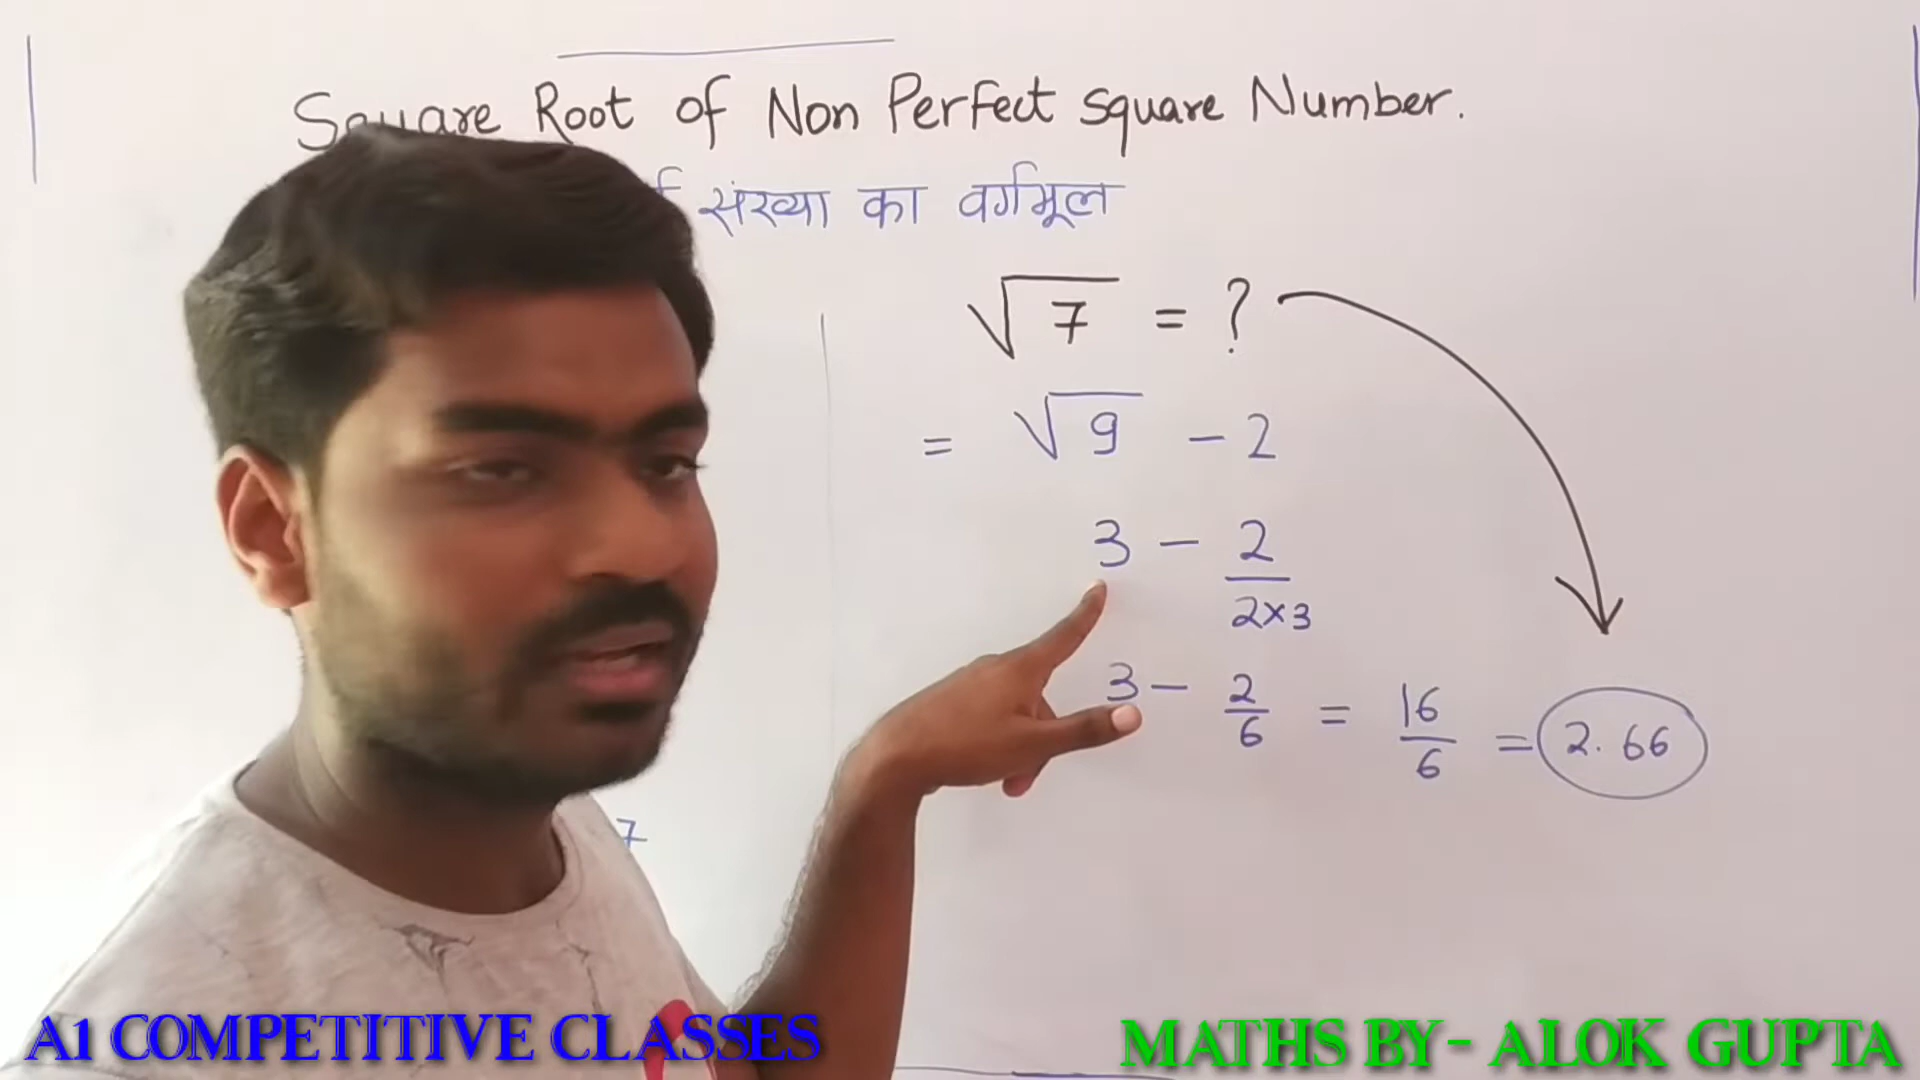 Square Root of Non Perfect Square Number.
संख्या का वर्गमूल
√7 = ?
= √9 - 2
3 - 2/2×3
3 - 2/6 = 16/6 = 2.66
7
A1 COMPETITIVE CLASSES
MATHS BY- ALOK GUPTA